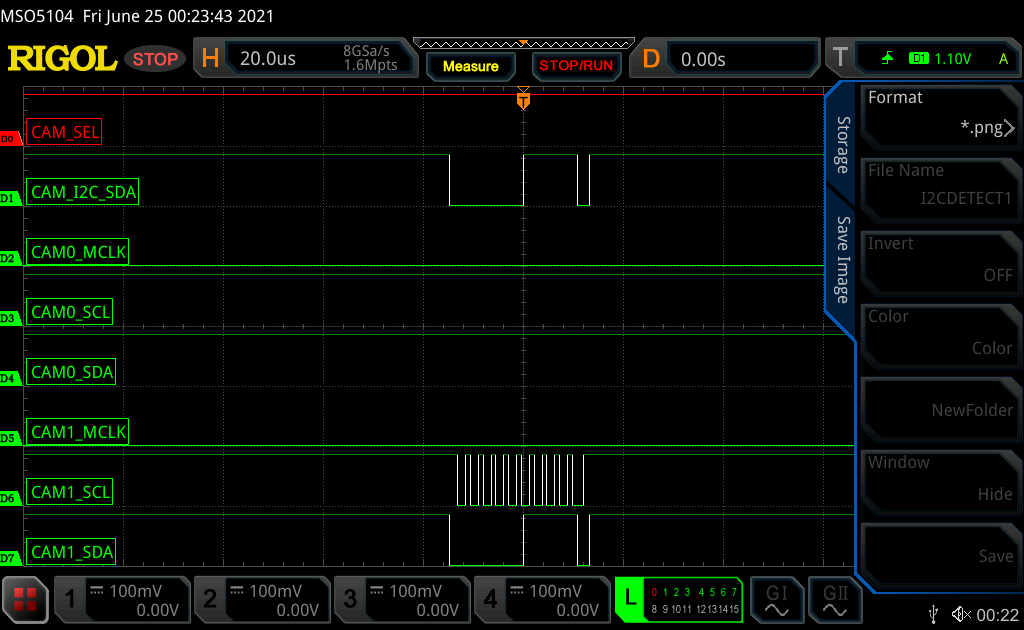 MSO5104 Fri June 25 00:23:43 2021
RIGOL STOP H 20.0us 8GSa/s 1.6Mpts Measure STOP/RUN D 0.00s T D1 1.10V A
T
Storage
Save Image
Format
*.png
File Name
I2CDETECT1
Invert
OFF
Color
Color
NewFolder
Window
Hide
Save
D0 CAM_SEL
D1 CAM_I2C_SDA
D2 CAM0_MCLK
D3 CAM0_SCL
D4 CAM0_SDA
D5 CAM1_MCLK
D6 CAM1_SCL
D7 CAM1_SDA
1 100mV 0.00V
2 100mV 0.00V
3 100mV 0.00V
4 100mV 0.00V
L 0 1 2 3 4 5 6 7
8 9 10 11 12 13 14 15
GI
GII
00:22